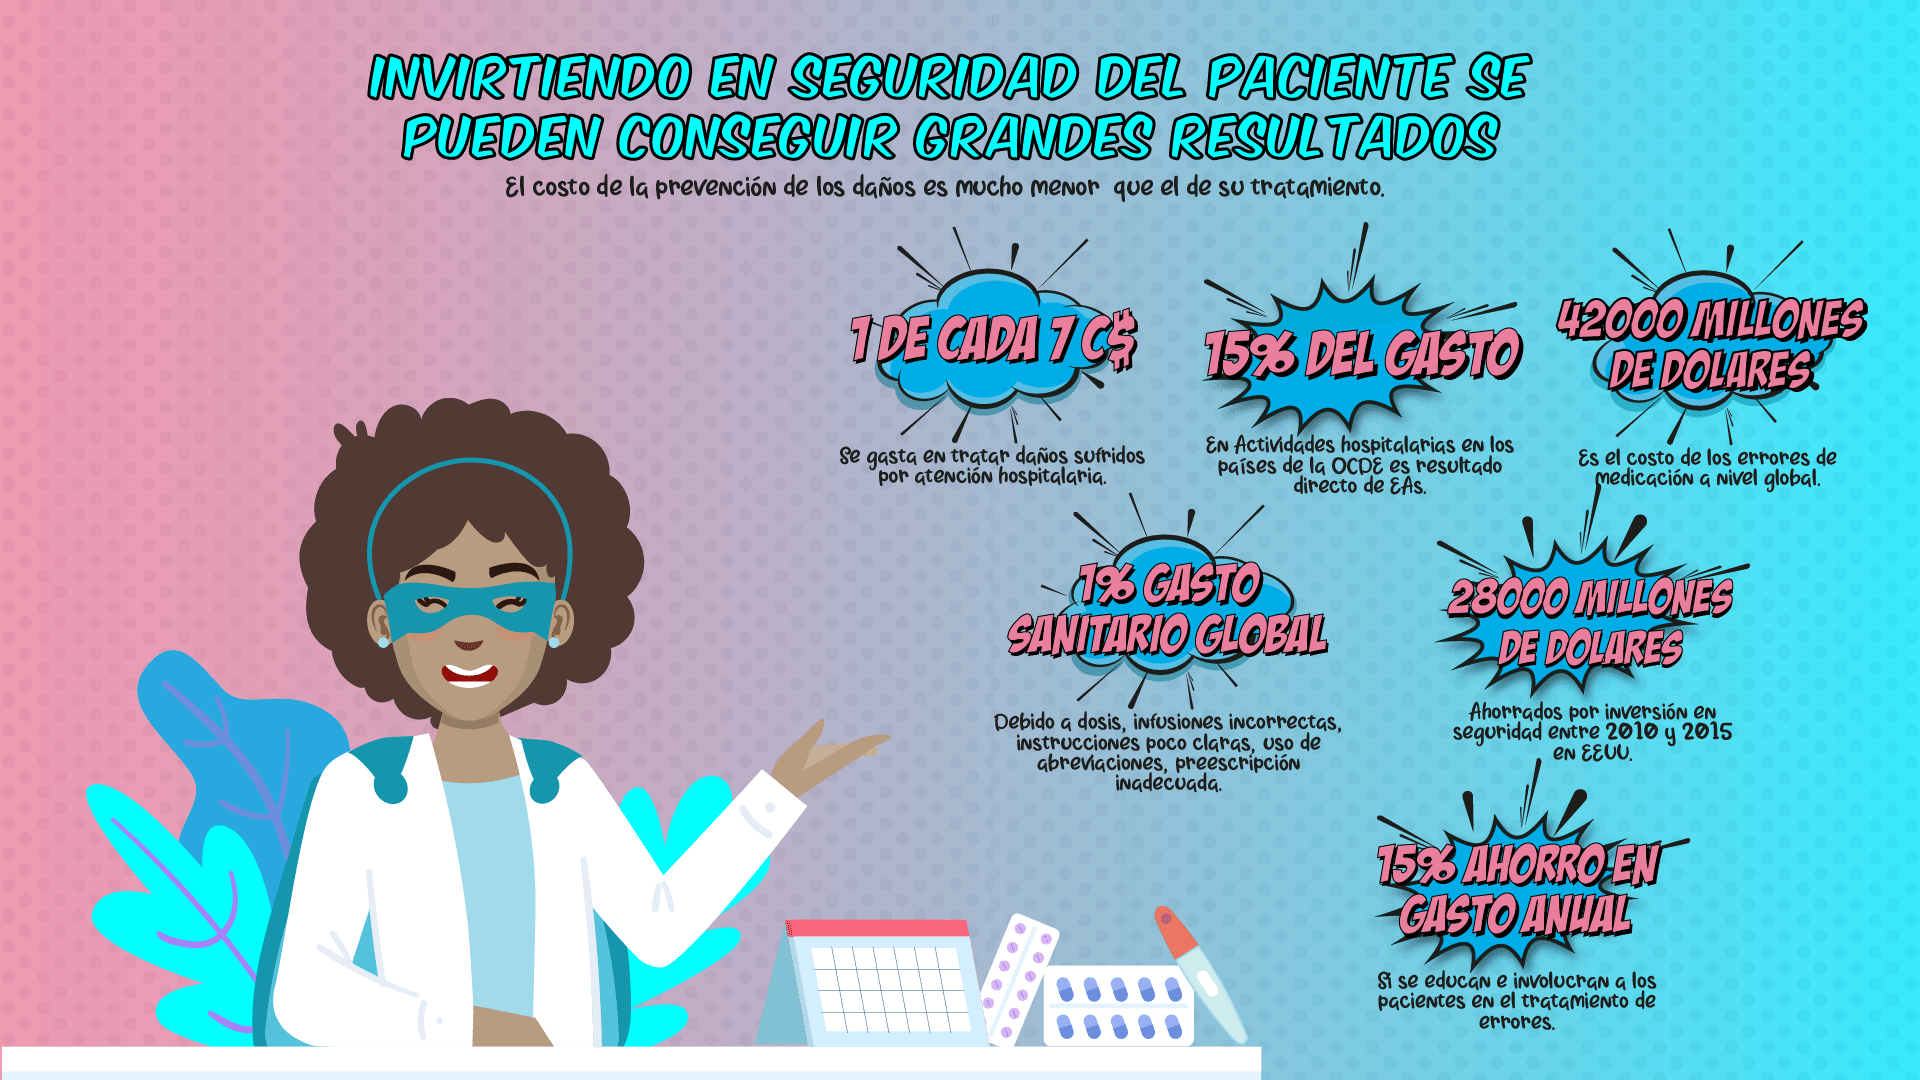 INVIRTIENDO EN SEGURIDAD DEL PACIENTE SE
PUEDEN CONSEGUIR GRANDES RESULTADOS
El costo de la prevención de los daños es mucho menor que el de su tratamiento.
1 DE CADA 7 C$
Se gasta en tratar daños sufridos
por atención hospitalaria.
15% DEL GASTO
En Actividades hospitalarias en los
países de la OCDE es resultado
directo de EAs.
42000 MILLONES
DE DOLARES
Es el costo de los errores de
medicación a nivel global.
1% GASTO
SANITARIO GLOBAL
Debido a dosis, infusiones incorrectas,
instrucciones poco claras, uso de
abreviaciones, preescripción
inadecuada.
28000 MILLONES
DE DOLARES
Ahorrados por inversión en
seguridad entre 2010 y 2015
en EEUU.
15% AHORRO EN
GASTO ANUAL
Si se educan e involucran a los
pacientes en el tratamiento de
errores.